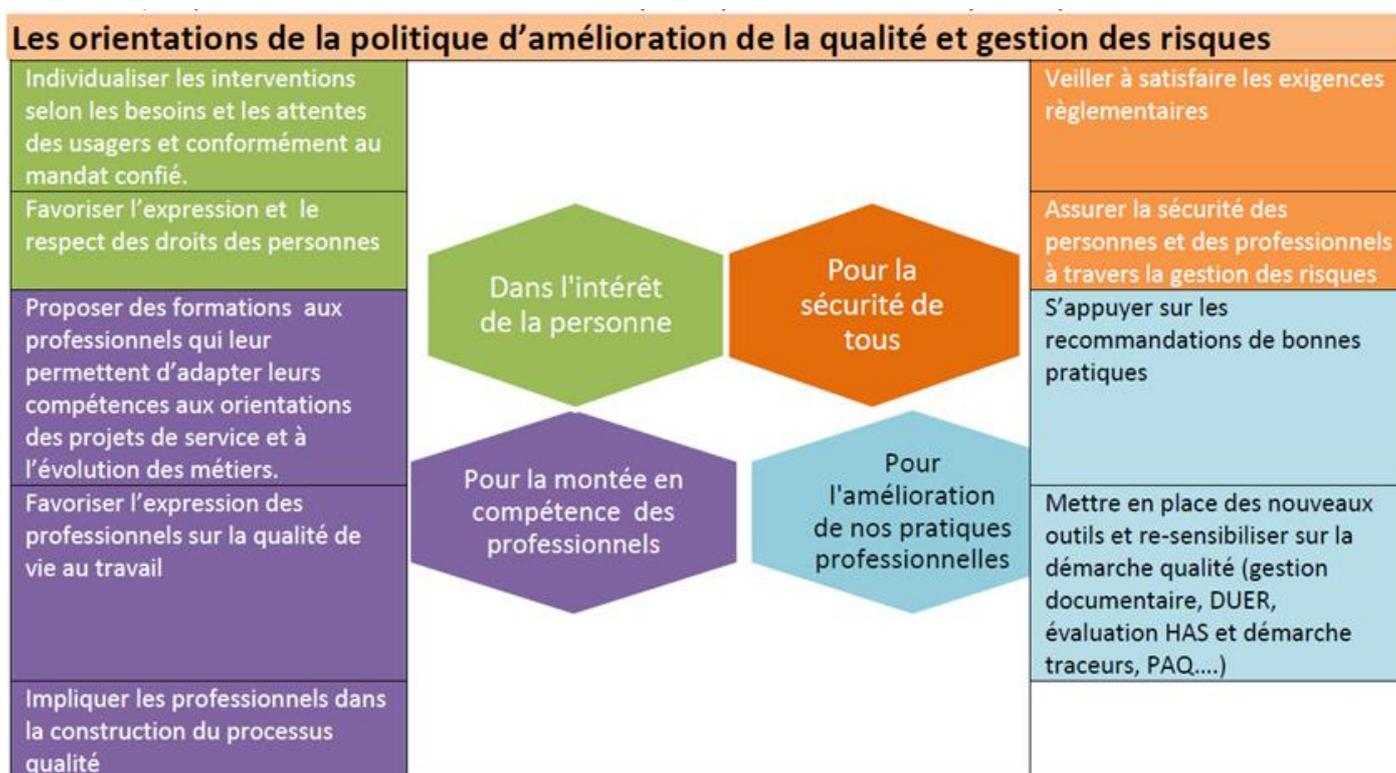 Les orientations de la politique d'amélioration de la qualité et gestion des risques
Individualiser les interventions
selon les besoins et les attentes
des usagers et conformément au
mandat confié.
Favoriser l'expression et le
respect des droits des personnes
Proposer des formations aux
professionnels qui leur
permettent d'adapter leurs
compétences aux orientations
des projets de service et à
l'évolution des métiers.
Favoriser l'expression des
professionnels sur la qualité de
vie au travail
Impliquer les professionnels dans
la construction du processus
qualité
Dans l'intérêt
de la personne
Pour la
sécurité de
tous
Pour la montée en
compétence des
professionnels
Pour
l'amélioration
de nos pratiques
professionnelles
Veiller à satisfaire les exigences
règlementaires
Assurer la sécurité des
personnes et des professionnels
à travers la gestion des risques
S'appuyer sur les
recommandations de bonnes
pratiques
Mettre en place des nouveaux
outils et re-sensibiliser sur la
démarche qualité (gestion
documentaire, DUER,
évaluation HAS et démarche
traceurs, PAQ....)